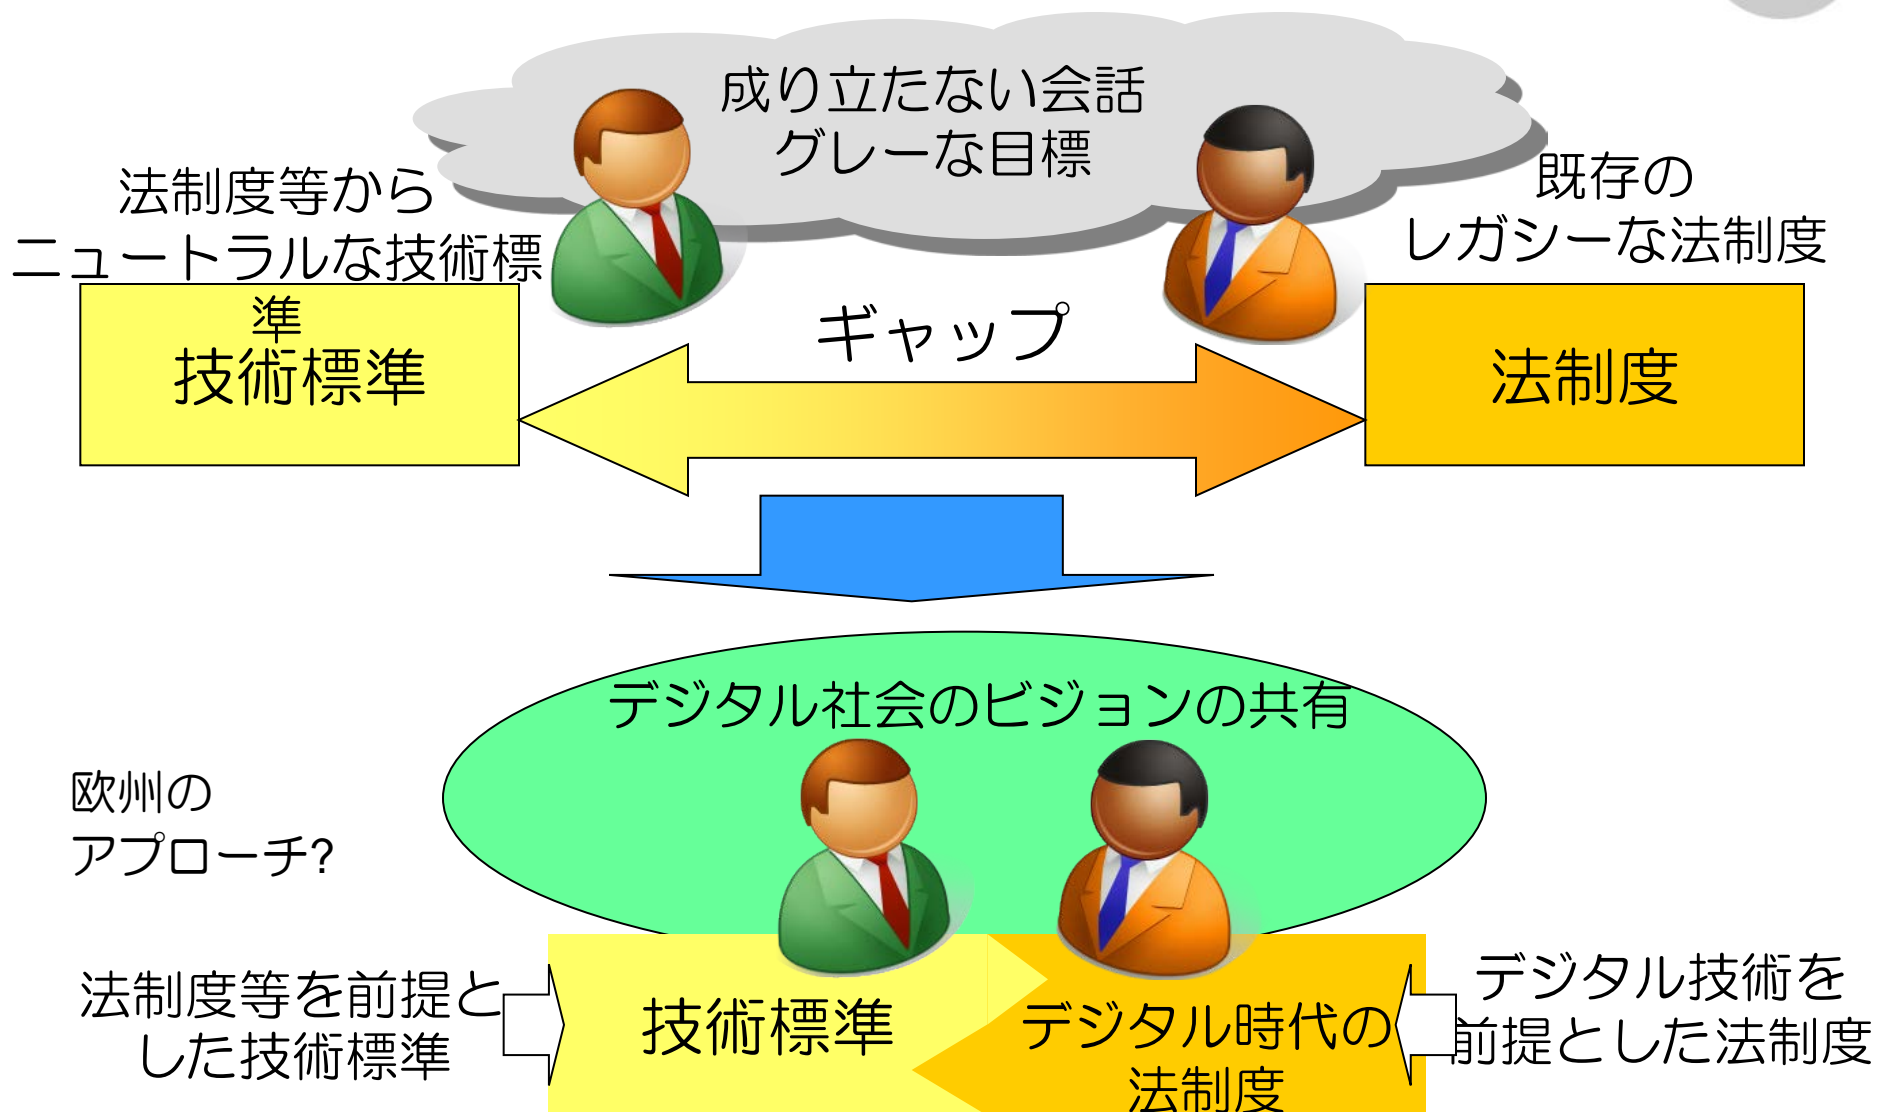 成り立たない会話
グレーな目標
法制度等から
ニュートラルな技術標
準
既存の
レガシーな法制度
技術標準
ギャップ
法制度
デジタル社会のビジョンの共有
欧州の
アプローチ?
法制度等を前提と
した技術標準
技術標準
デジタル時代の
法制度
デジタル技術を
前提とした法制度